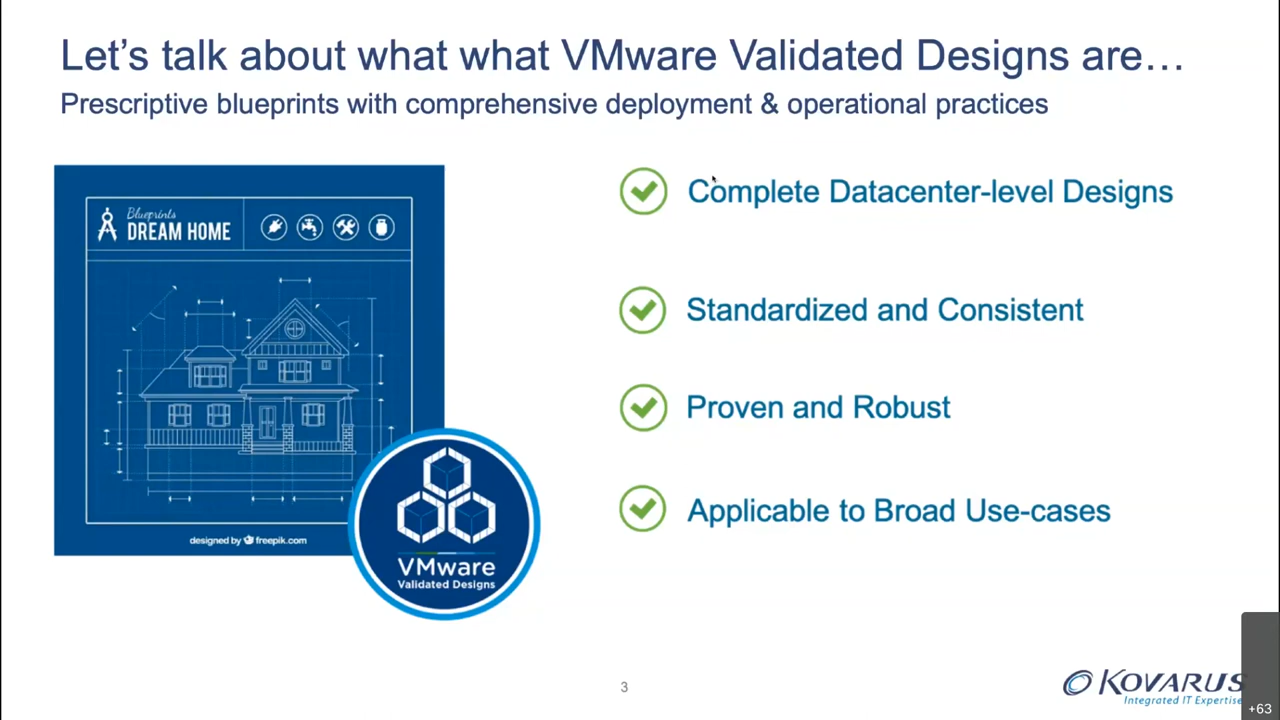 Let's talk about what what VMware Validated Designs are…
Prescriptive blueprints with comprehensive deployment & operational practices
Blueprints
DREAM HOME
designed by freepik.com
VMware
Validated Designs
Complete Datacenter-level Designs
Standardized and Consistent
Proven and Robust
Applicable to Broad Use-cases
3
KOVARUS
Integrated IT Expertise
+63